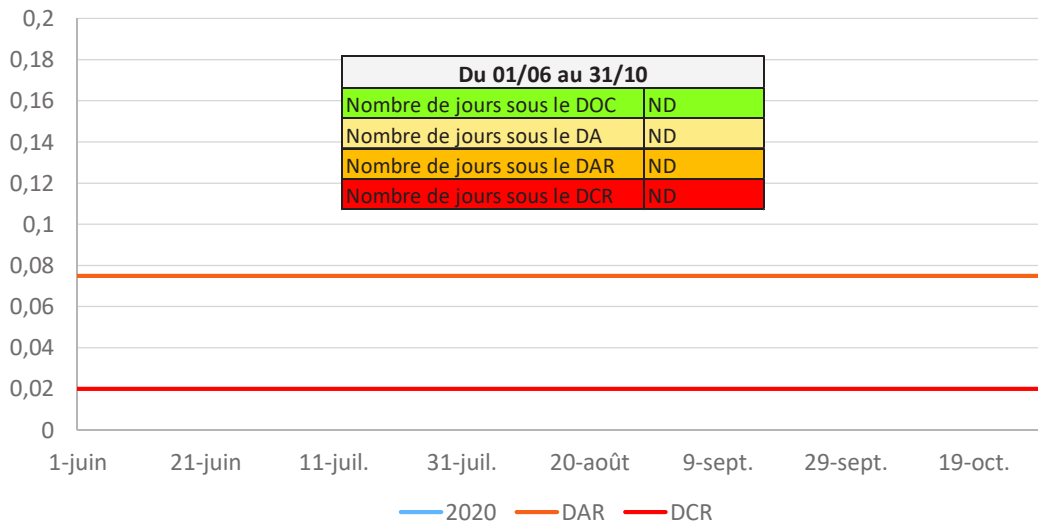 0,2
0,18
0,16
0,14
0,12
0,1
0,08
0,06
0,04
0,02
0
Du 01/06 au 31/10
Nombre de jours sous le DOC ND
Nombre de jours sous le DA ND
Nombre de jours sous le DAR ND
Nombre de jours sous le DCR ND
1-juin 21-juin 11-juil. 31-juil. 20-août 9-sept. 29-sept. 19-oct.
2020 DAR DCR